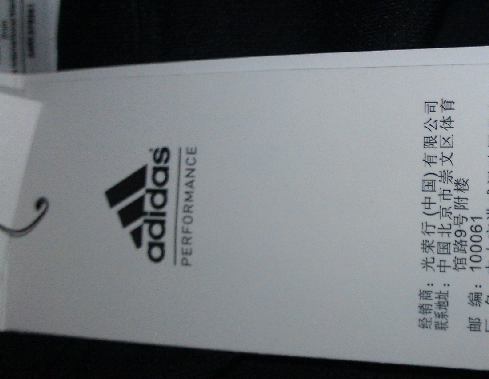 adidas
PERFORMANCE
经销商: 光荣行(中国)有限公司
联系地址: 中国北京市崇文区体育
馆路9号附楼
邮 编: 100061